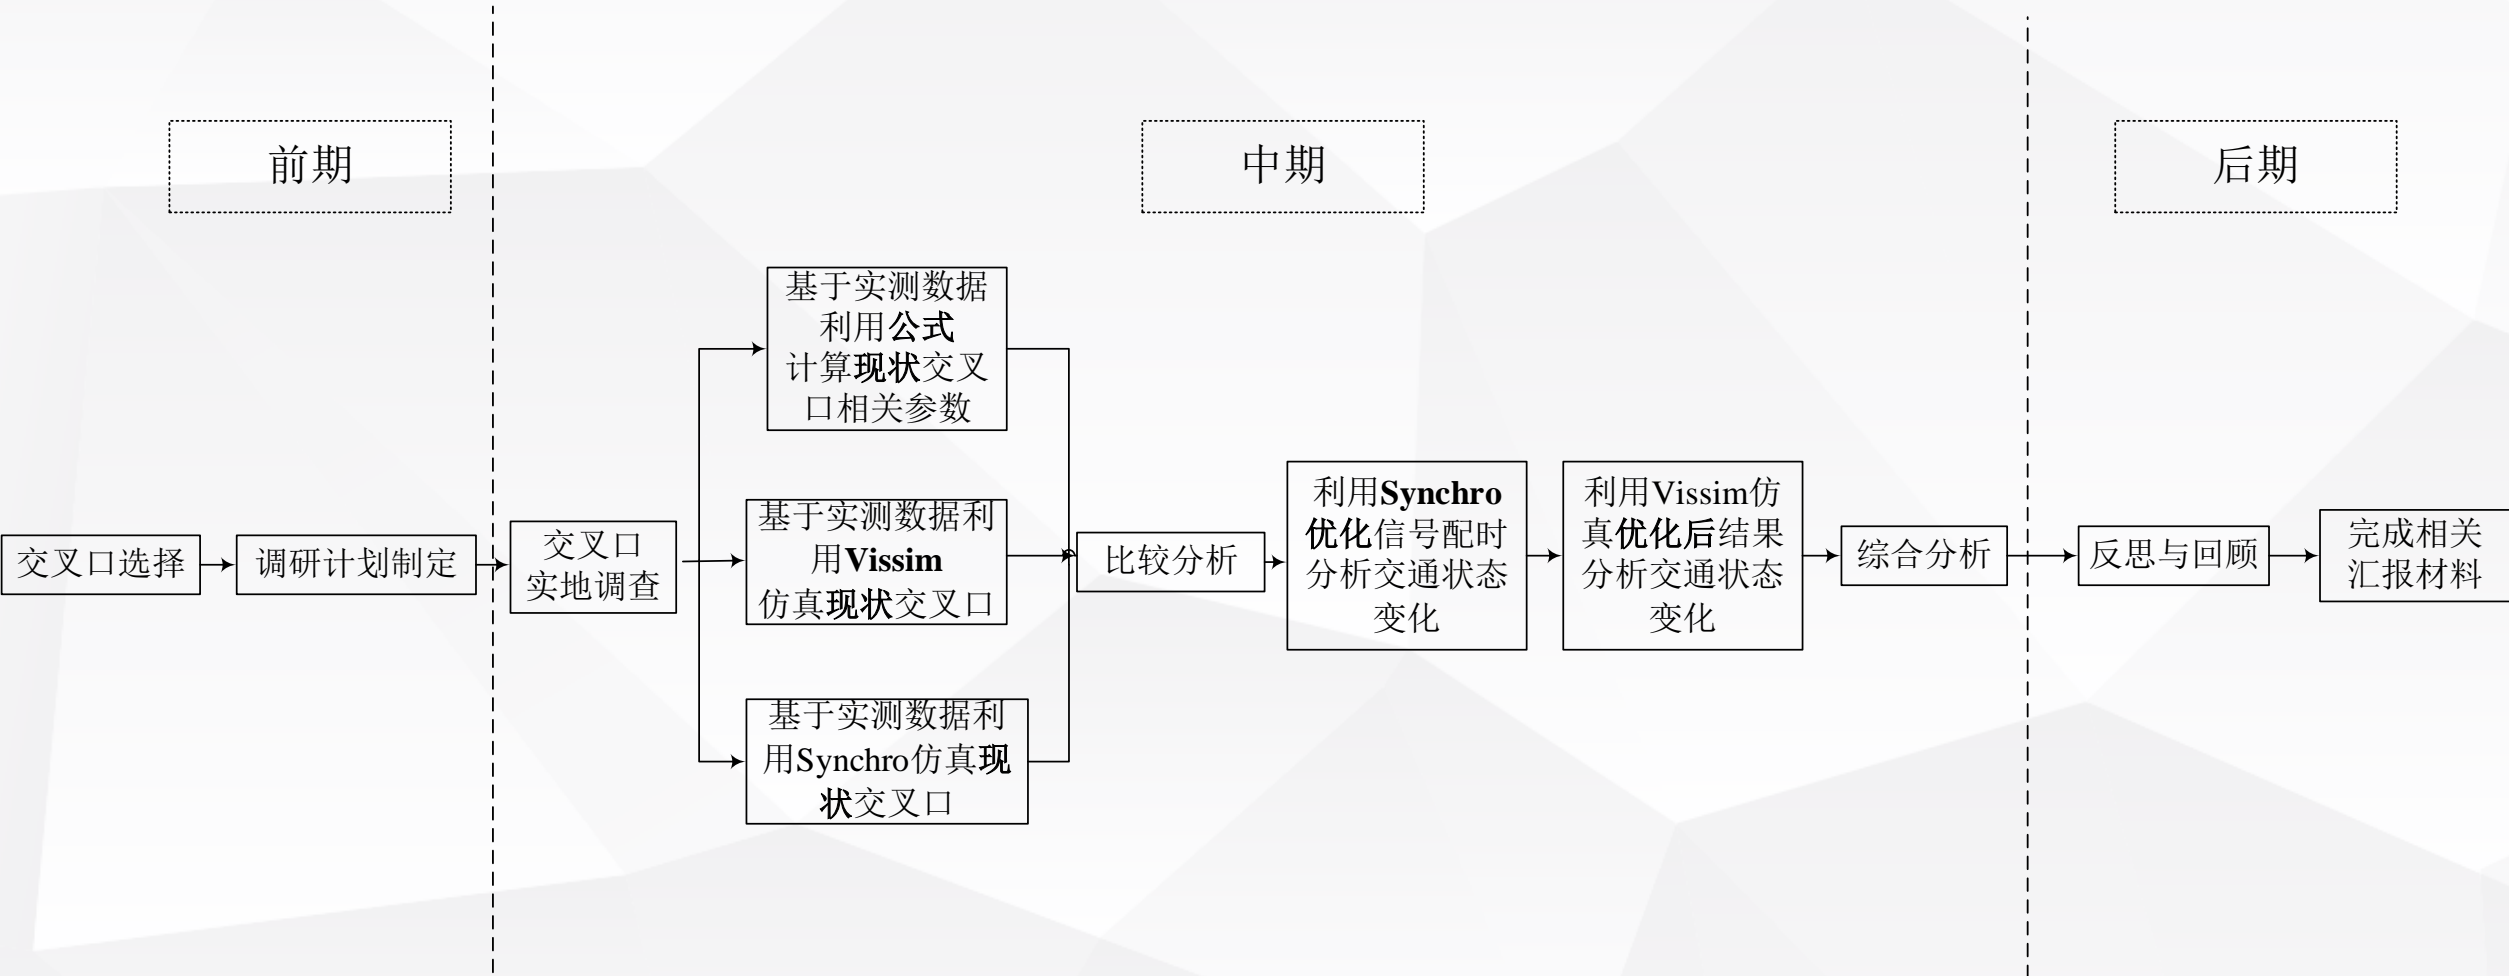 前期
中期
后期
交叉口选择
调研计划制定
交叉口
实地调查
基于实测数据
利用公式
计算现状交叉
口相关参数
基于实测数据利
用Vissim
仿真现状交叉口
基于实测数据利
用Synchro仿真现
状交叉口
比较分析
利用Synchro
优化信号配时
分析交通状态
变化
利用Vissim仿
真优化后结果
分析交通状态
变化
综合分析
反思与回顾
完成相关
汇报材料